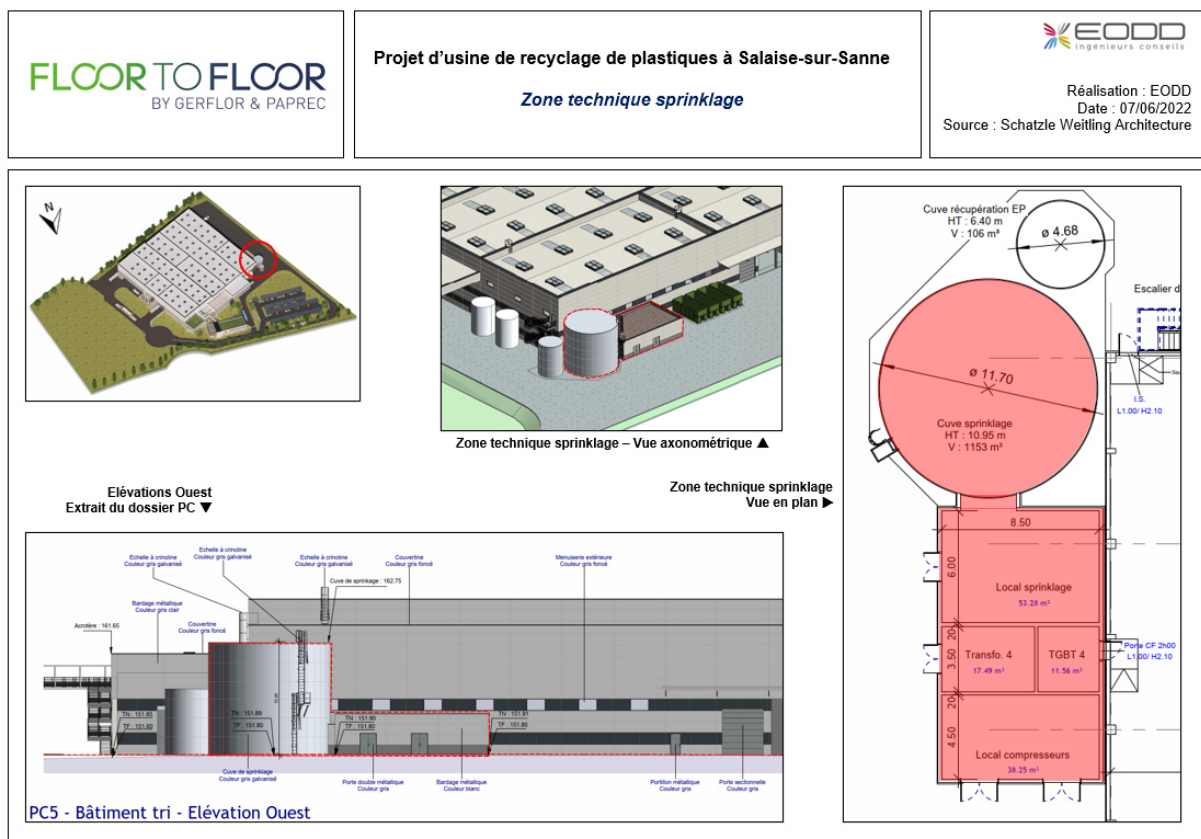 FLOOR TO FLOOR
BY GERFLOR & PAPREC
Projet d'usine de recyclage de plastiques à Salaise-sur-Sanne
Zone technique sprinklage
EODD
ingénieurs conseils
Réalisation : EODD
Date : 07/06/2022
Source : Schatzle Weitling Architecture
N
Zone technique sprinklage – Vue axonométrique ▲
Elévations Ouest
Extrait du dossier PC ▼
Zone technique sprinklage
Vue en plan ►
Cuve récupération EP
HT : 6.40 m
V : 106 m³
ø 4.68
Escalier d
ø 11.70
I.S.
L1.00/ H2.10
Cuve sprinklage
HT : 10.95 m
V : 1153 m³
8.50
6.00
Local sprinklage
53.28 m²
20
3.50
Transfo. 4
17.49 m²
TGBT 4
11.56 m²
Porte CF 2h00
L1.00/ H2.10
20
4.50
Local compresseurs
38.25 m²
Echelle à crinoline
Couleur gris galvanisé
Echelle à crinoline
Couleur gris galvanisé
Echelle à crinoline
Couleur gris galvanisé
Couvertine
Couleur gris foncé
Menuiserie extérieure
Couleur gris foncé
Cuve de sprinkage : 162.75
Bardage métallique
Couleur gris clair
Couvertine
Couleur gris foncé
Acrotère : 161.65
TN : 151.85
TF : 151.60
TN : 151.89
TF : 151.80
TN : 151.90
TF : 151.80
TN : 151.91
TF : 151.80
Cuve de sprinklage
Couleur gris galvanisé
Porte double métallique
Couleur gris
Bardage métallique
Couleur blanc
Portillon métallique
Couleur gris
Porte sectionnelle
Couleur gris
PC5 - Bâtiment tri - Elévation Ouest